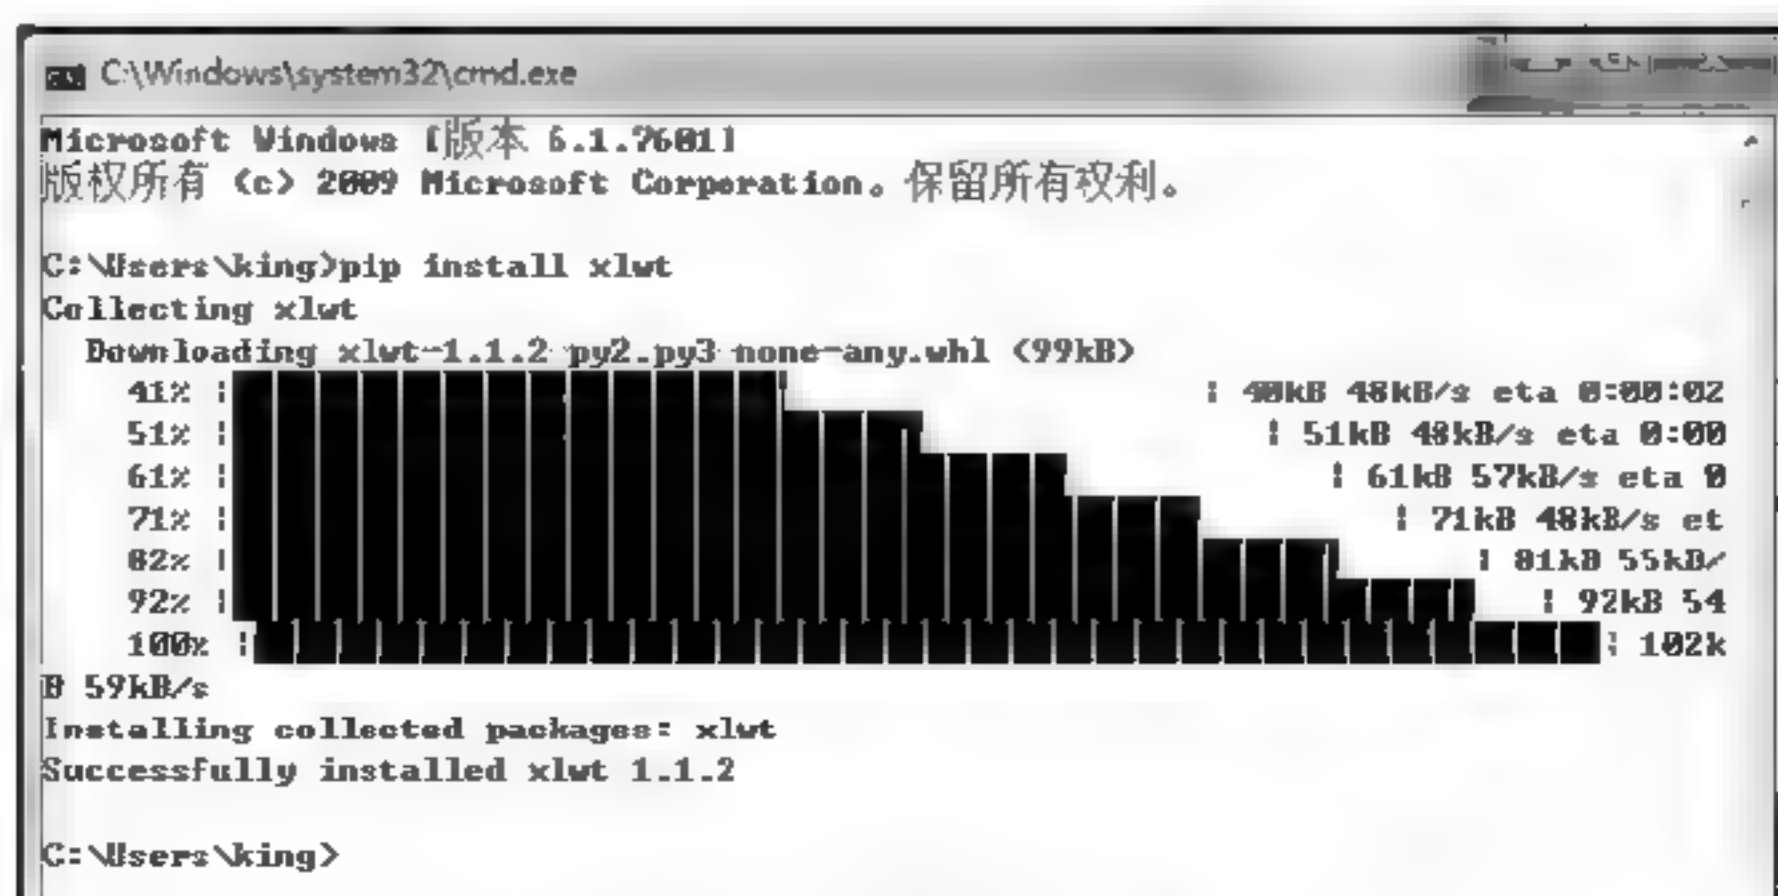 C:\Windows\system32\cmd.exe
Microsoft Windows [版本 6.1.7601]
版权所有 (c) 2009 Microsoft Corporation。保留所有权利。
C:\Users\king>pip install xlwt
Collecting xlwt
Downloading xlwt-1.1.2-py2.py3-none-any.whl (99kB)
41% | | 40kB 48kB/s eta 0:00:02
51% | | 51kB 48kB/s eta 0:00
61% | | 61kB 57kB/s eta 0
71% | | 71kB 48kB/s et
82% | | 81kB 55kB/
92% | | 92kB 54
100% | | 102k
B 59kB/s
Installing collected packages: xlwt
Successfully installed xlwt-1.1.2
C:\Users\king>